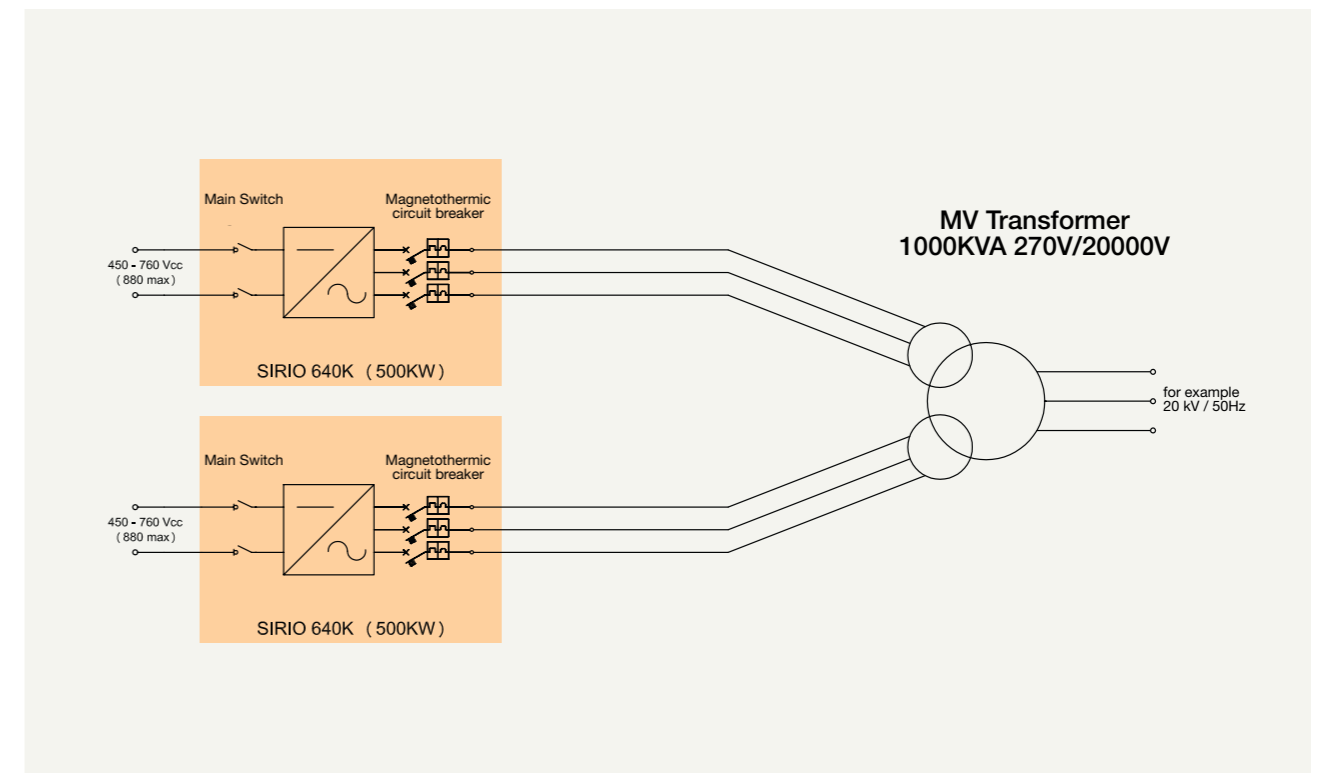 Main Switch
Magnetothermic
circuit breaker
450 - 760 Vcc
( 880 max )
SIRIO 640K ( 500KW )
MV Transformer
1000KVA 270V/20000V
for example
20 kV / 50Hz
Main Switch
Magnetothermic
circuit breaker
450 - 760 Vcc
( 880 max )
SIRIO 640K ( 500KW )